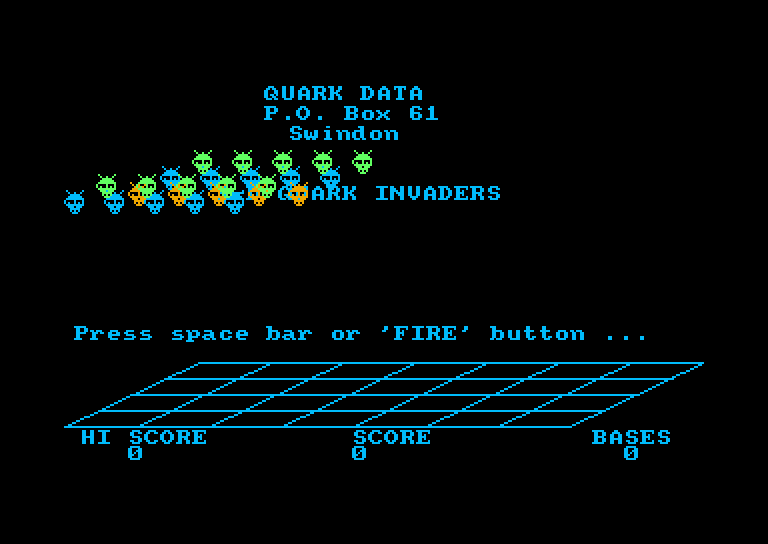 QUARK DATA
P.O. Box 61
Swindon
QUARK INVADERS
Press space bar or 'FIRE' button ...
HI SCORE SCORE BASES
0 0 0